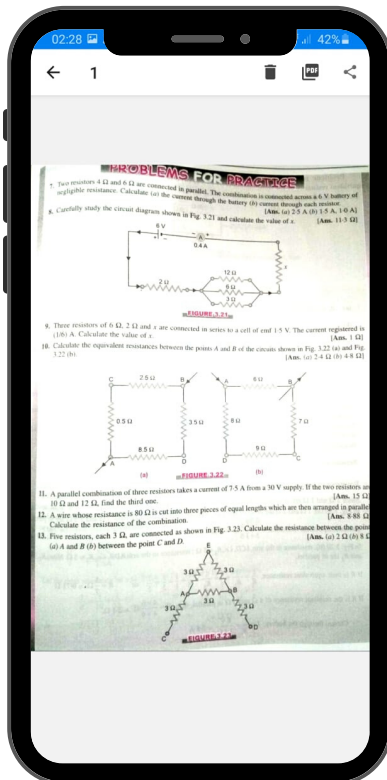 02:28
42%
1
PDF
PROBLEMS FOR PRACTICE
7. Two resistors 4 Ω and 6 Ω are connected in parallel. The combination is connected across a 6 V battery of
negligible resistance. Calculate (a) the current through the battery (b) current through each resistor.
[Ans. (a) 2·5 A (b) 1·5 A, 1·0 A]
8. Carefully study the circuit diagram shown in Fig. 3.21 and calculate the value of x.
[Ans. 11·3 Ω]
6 V
A
0.4 A
12 Ω
2 Ω
6 Ω
3 Ω
x
FIGURE 3.21
9. Three resistors of 6 Ω, 2 Ω and x are connected in series to a cell of emf 1·5 V. The current registered is
(1/6) A. Calculate the value of x.
[Ans. 1 Ω]
10. Calculate the equivalent resistances between the points A and B of the circuits shown in Fig. 3.22 (a) and Fig.
3.22 (b).
[Ans. (a) 2·4 Ω (b) 4·8 Ω]
C 2.5 Ω B A 6 Ω B
0.5 Ω 3.5 Ω 8 Ω 7 Ω
8.5 Ω 9 Ω
A D D C
(a) FIGURE 3.22 (b)
11. A parallel combination of three resistors takes a current of 7·5 A from a 30 V supply. If the two resistors are
10 Ω and 12 Ω, find the third one.
[Ans. 15 Ω]
12. A wire whose resistance is 80 Ω is cut into three pieces of equal lengths which are then arranged in parallel
Calculate the resistance of the combination.
[Ans. 8·88 Ω]
13. Five resistors, each 3 Ω, are connected as shown in Fig. 3.23. Calculate the resistance between the poin
(a) A and B (b) between the point C and D.
[Ans. (a) 2 Ω (b) 8 Ω
E
3 Ω 3 Ω
A B
3 Ω
3 Ω 3 Ω
C D
FIGURE 3.23